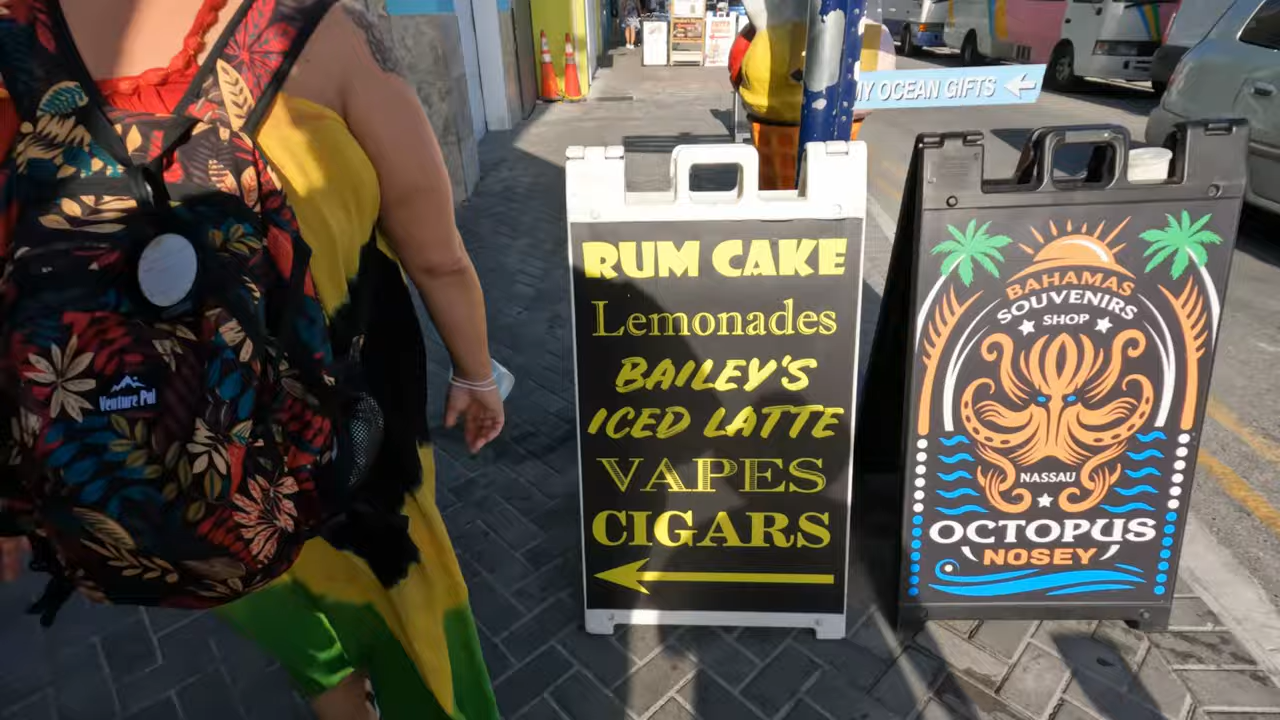 MY OCEAN GIFTS
RUM CAKE
Lemonades
BAILEY'S
ICED LATTE
VAPES
CIGARS
BAHAMAS
SOUVENIRS
SHOP
NASSAU
OCTOPUS
NOSEY
Venture Pal